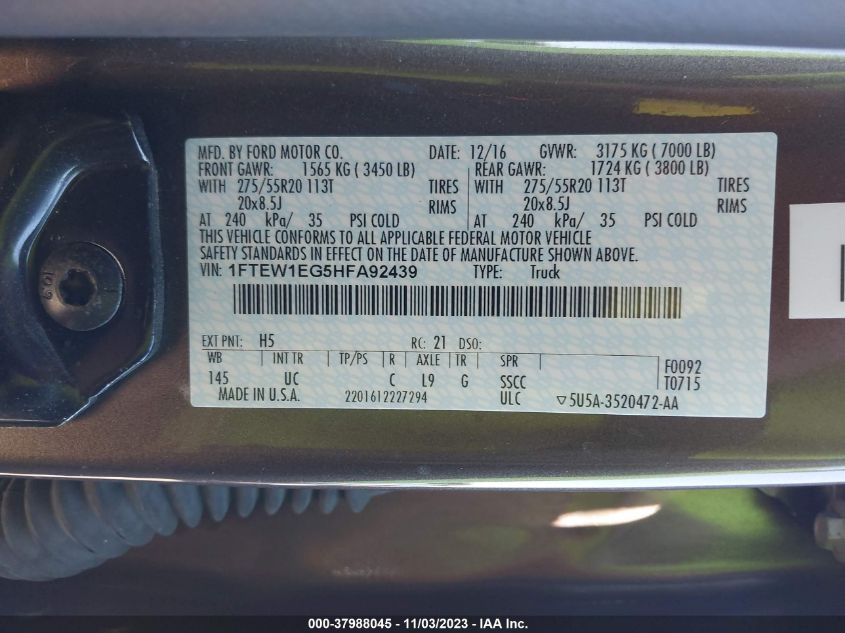 MFD. BY FORD MOTOR CO. DATE: 12/16 GVWR: 3175 KG ( 7000 LB)
FRONT GAWR: 1565 KG ( 3450 LB) REAR GAWR: 1724 KG ( 3800 LB)
WITH 275/55R20 113T TIRES WITH 275/55R20 113T TIRES
20x8.5J RIMS 20x8.5J RIMS
AT 240 kPa/ 35 PSI COLD AT 240 kPa/ 35 PSI COLD
THIS VEHICLE CONFORMS TO ALL APPLICABLE FEDERAL MOTOR VEHICLE
SAFETY STANDARDS IN EFFECT ON THE DATE OF MANUFACTURE SHOWN ABOVE.
VIN: 1FTEW1EG5HFA92439 TYPE: Truck
EXT PNT: H5 RC: 21 DSO:
WB INT TR TP/PS R AXLE TR SPR F0092
145 UC C L9 G SSCC T0715
MADE IN U.S.A. 2201612227294 ULC ▽5U5A-3520472-AA
000-37988045 - 11/03/2023 - IAA Inc.